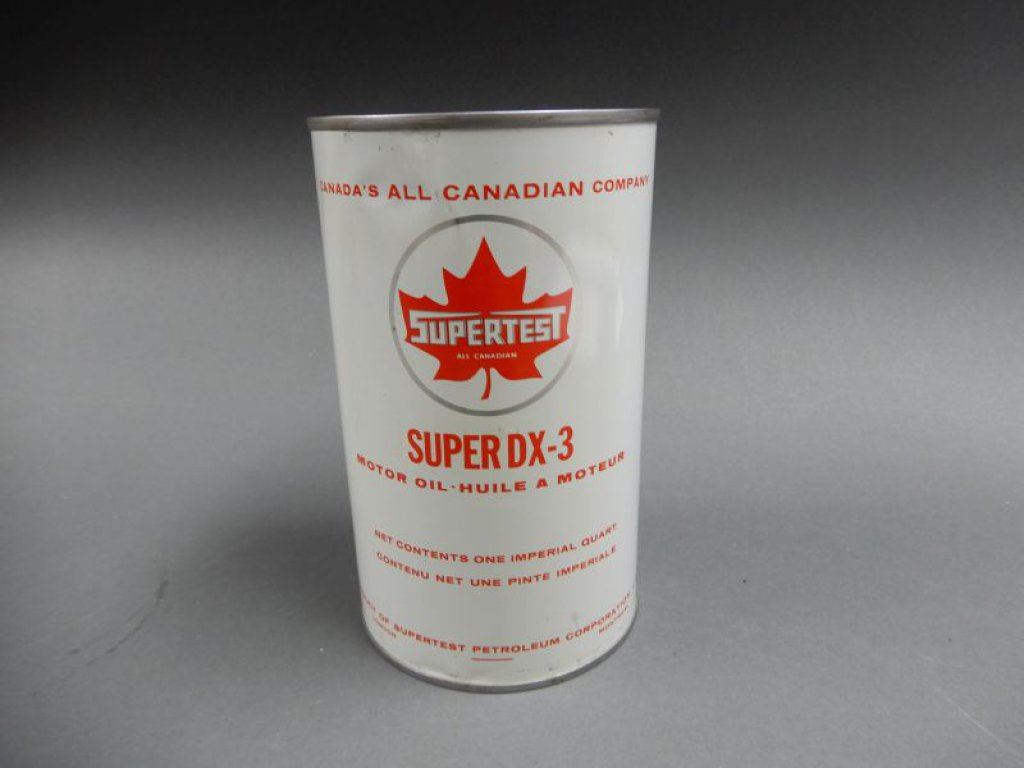 CANADA'S ALL CANADIAN COMPANY
SUPERTEST
ALL CANADIAN
SUPER DX-3
MOTOR OIL · HUILE A MOTEUR
NET CONTENTS ONE IMPERIAL QUART
CONTENU NET UNE PINTE IMPERIALE
OF SUPERTEST PETROLEUM CORPORATION